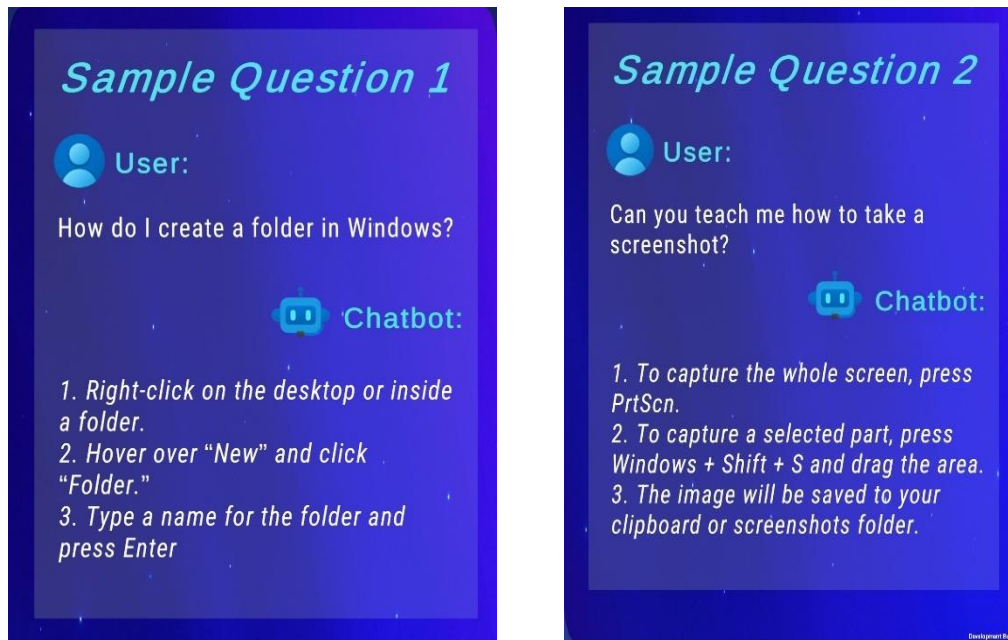 Sample Question 1
User:
How do I create a folder in Windows?
Chatbot:
1. Right-click on the desktop or inside
a folder.
2. Hover over “New” and click
“Folder.”
3. Type a name for the folder and
press Enter
Sample Question 2
User:
Can you teach me how to take a
screenshot?
Chatbot:
1. To capture the whole screen, press
PrtScn.
2. To capture a selected part, press
Windows + Shift + S and drag the area.
3. The image will be saved to your
clipboard or screenshots folder.
Development